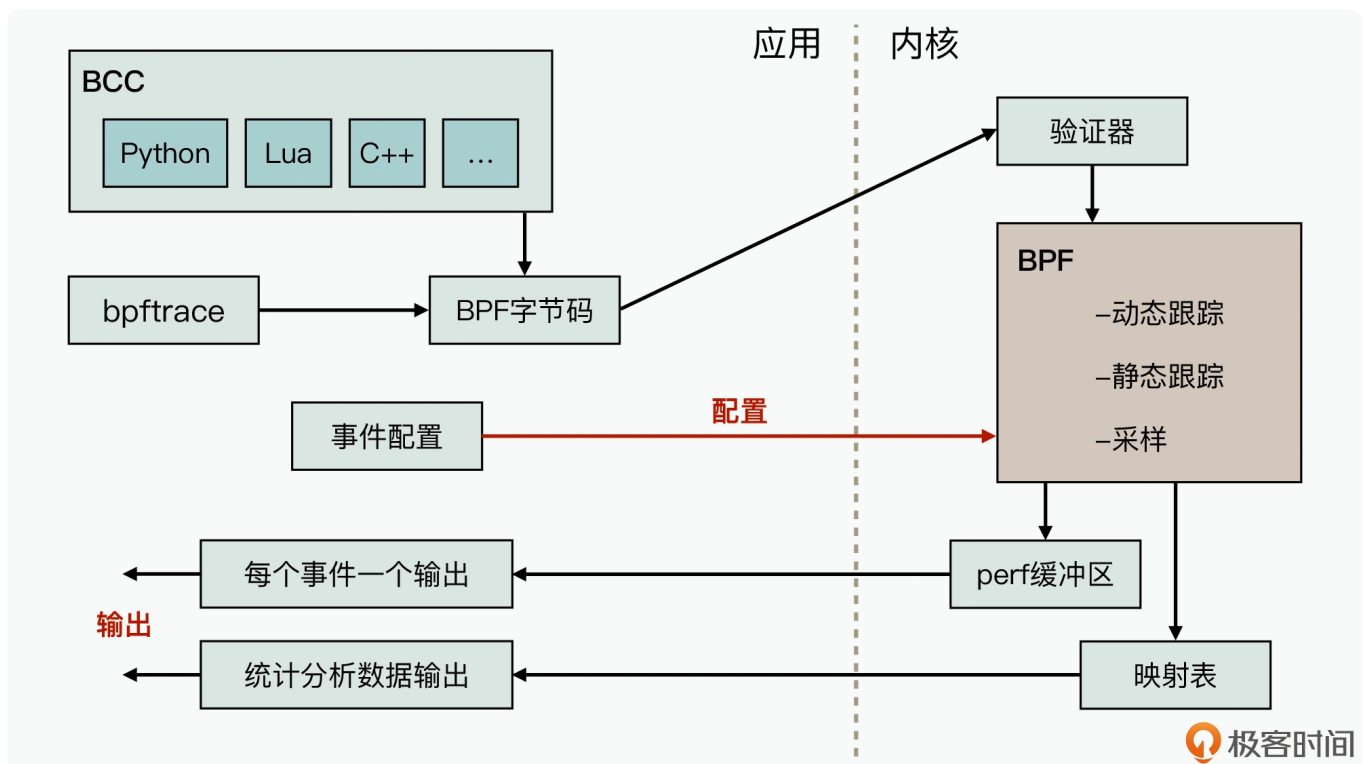 应用
内核
BCC
Python
Lua
C++
...
验证器
bpftrace
BPF字节码
BPF
–动态跟踪
–静态跟踪
–采样
事件配置
配置
每个事件一个输出
perf缓冲区
输出
统计分析数据输出
映射表
极客时间